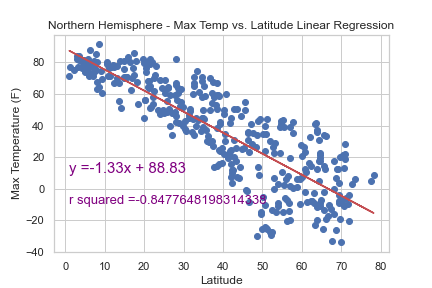 Northern Hemisphere - Max Temp vs. Latitude Linear Regression
80
60
40
20
0
−20
−40
Max Temperature (F)
y =-1.33x + 88.83
r squared =-0.8477648198314338
0 10 20 30 40 50 60 70 80
Latitude